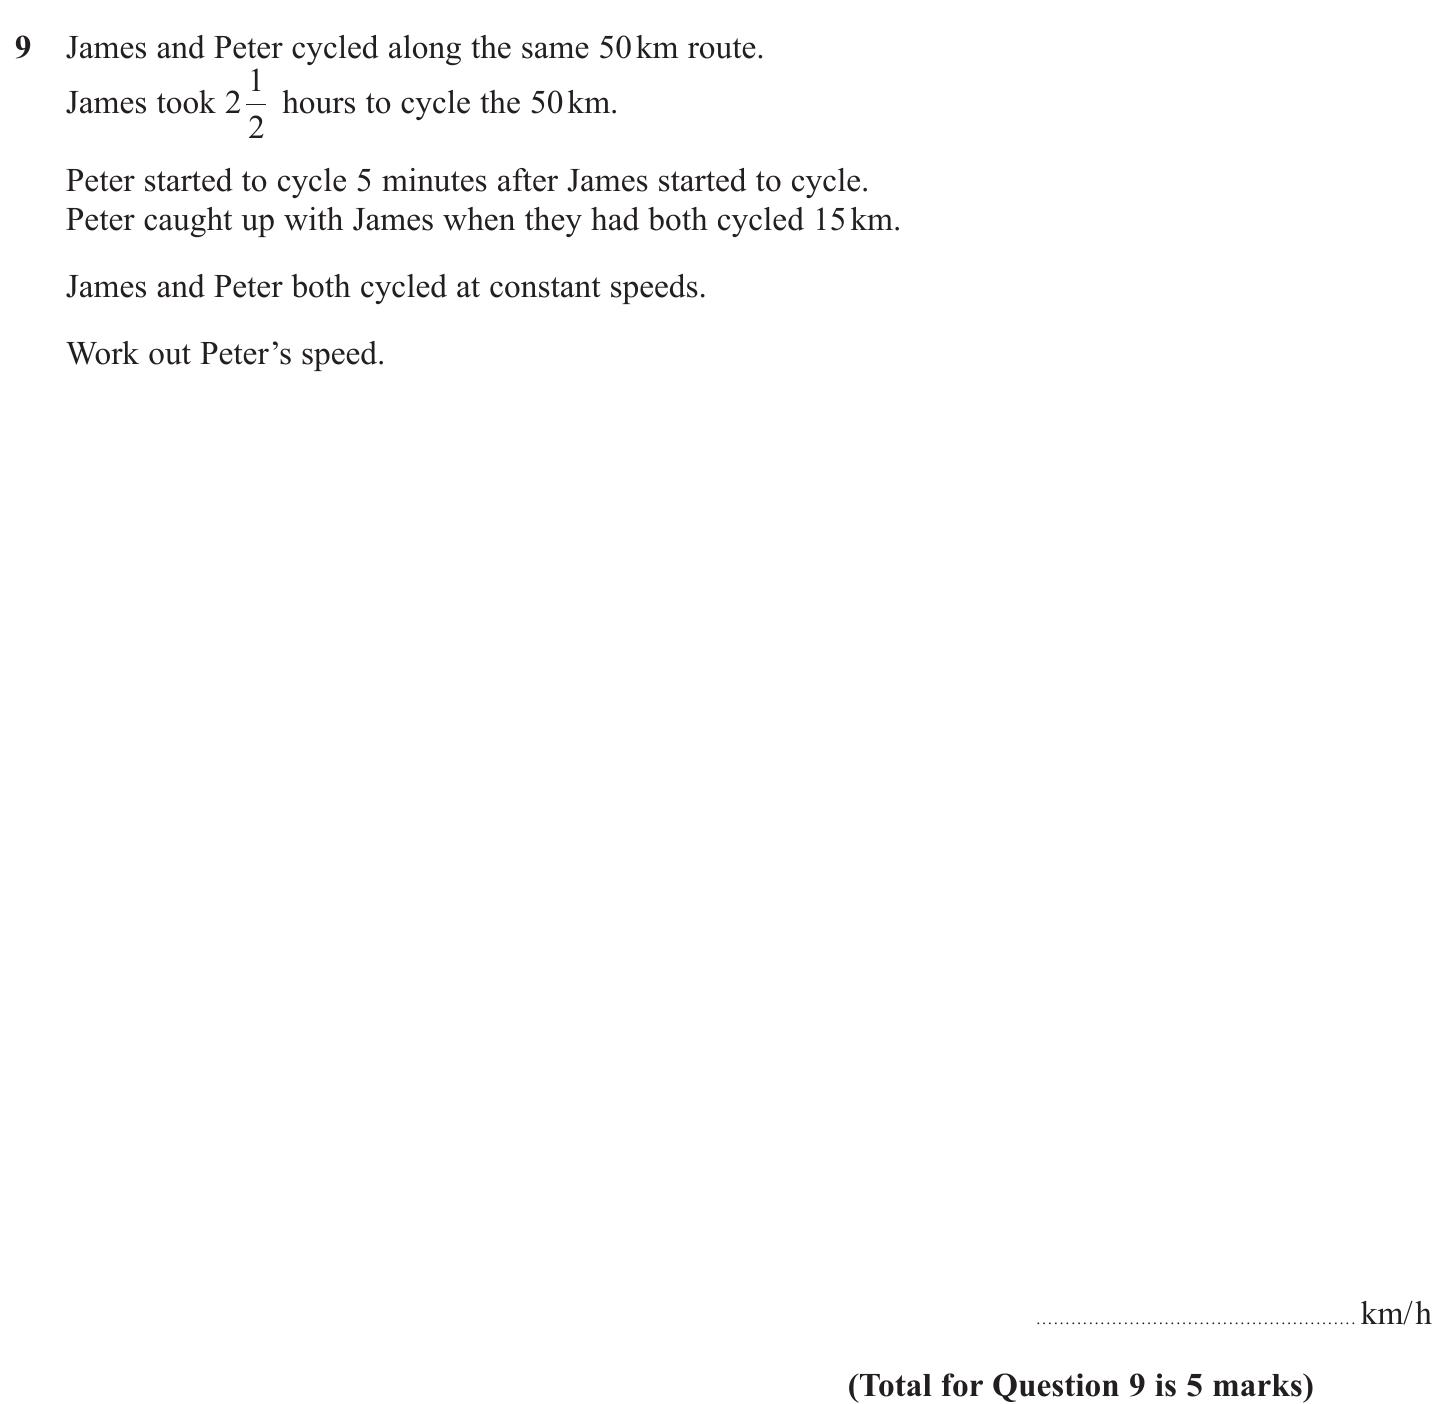 9 James and Peter cycled along the same 50 km route.
James took 2 1/2 hours to cycle the 50 km.
Peter started to cycle 5 minutes after James started to cycle.
Peter caught up with James when they had both cycled 15 km.
James and Peter both cycled at constant speeds.
Work out Peter’s speed.
...................................................... km/h
(Total for Question 9 is 5 marks)